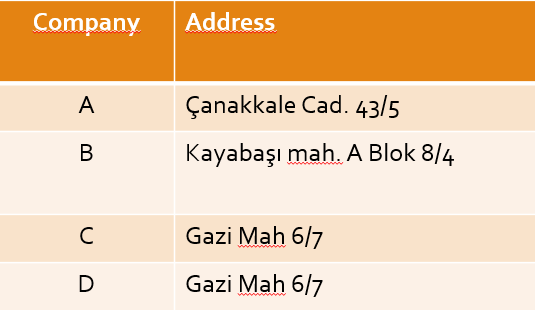 Company Address
A Çanakkale Cad. 43/5
B Kayabaşı mah. A Blok 8/4
C Gazi Mah 6/7
D Gazi Mah 6/7